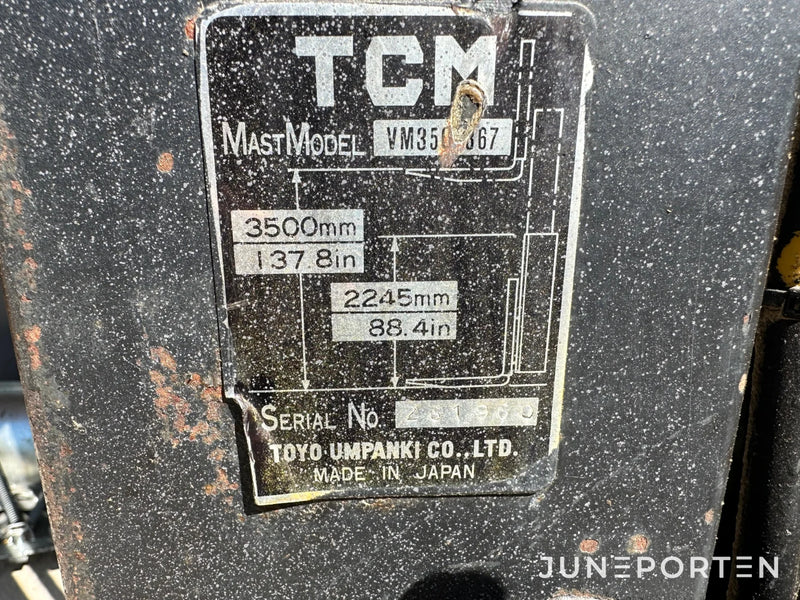 TCM
MAST MODEL
3500mm
137.8in
2245mm
88.4in
SERIAL NO
TOYO UMPANKI CO.,LTD.
MADE IN JAPAN
JUNEPORTEN